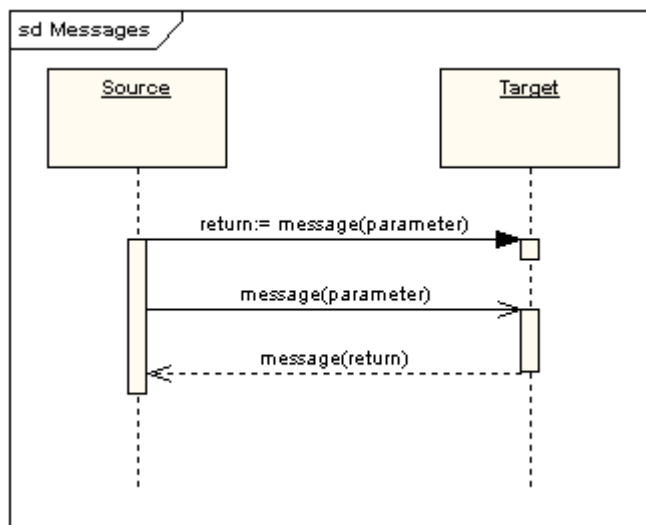 sd Messages
Source
Target
return:= message(parameter)
message(parameter)
message(return)